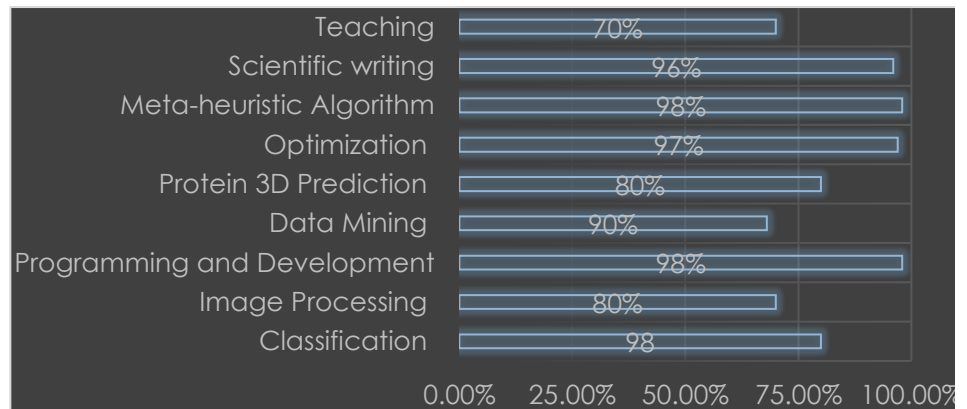 Teaching 70%
Scientific writing 96%
Meta-heuristic Algorithm 98%
Optimization 97%
Protein 3D Prediction 80%
Data Mining 90%
Programming and Development 98%
Image Processing 80%
Classification 98
0.00% 25.00% 50.00% 75.00% 100.00%